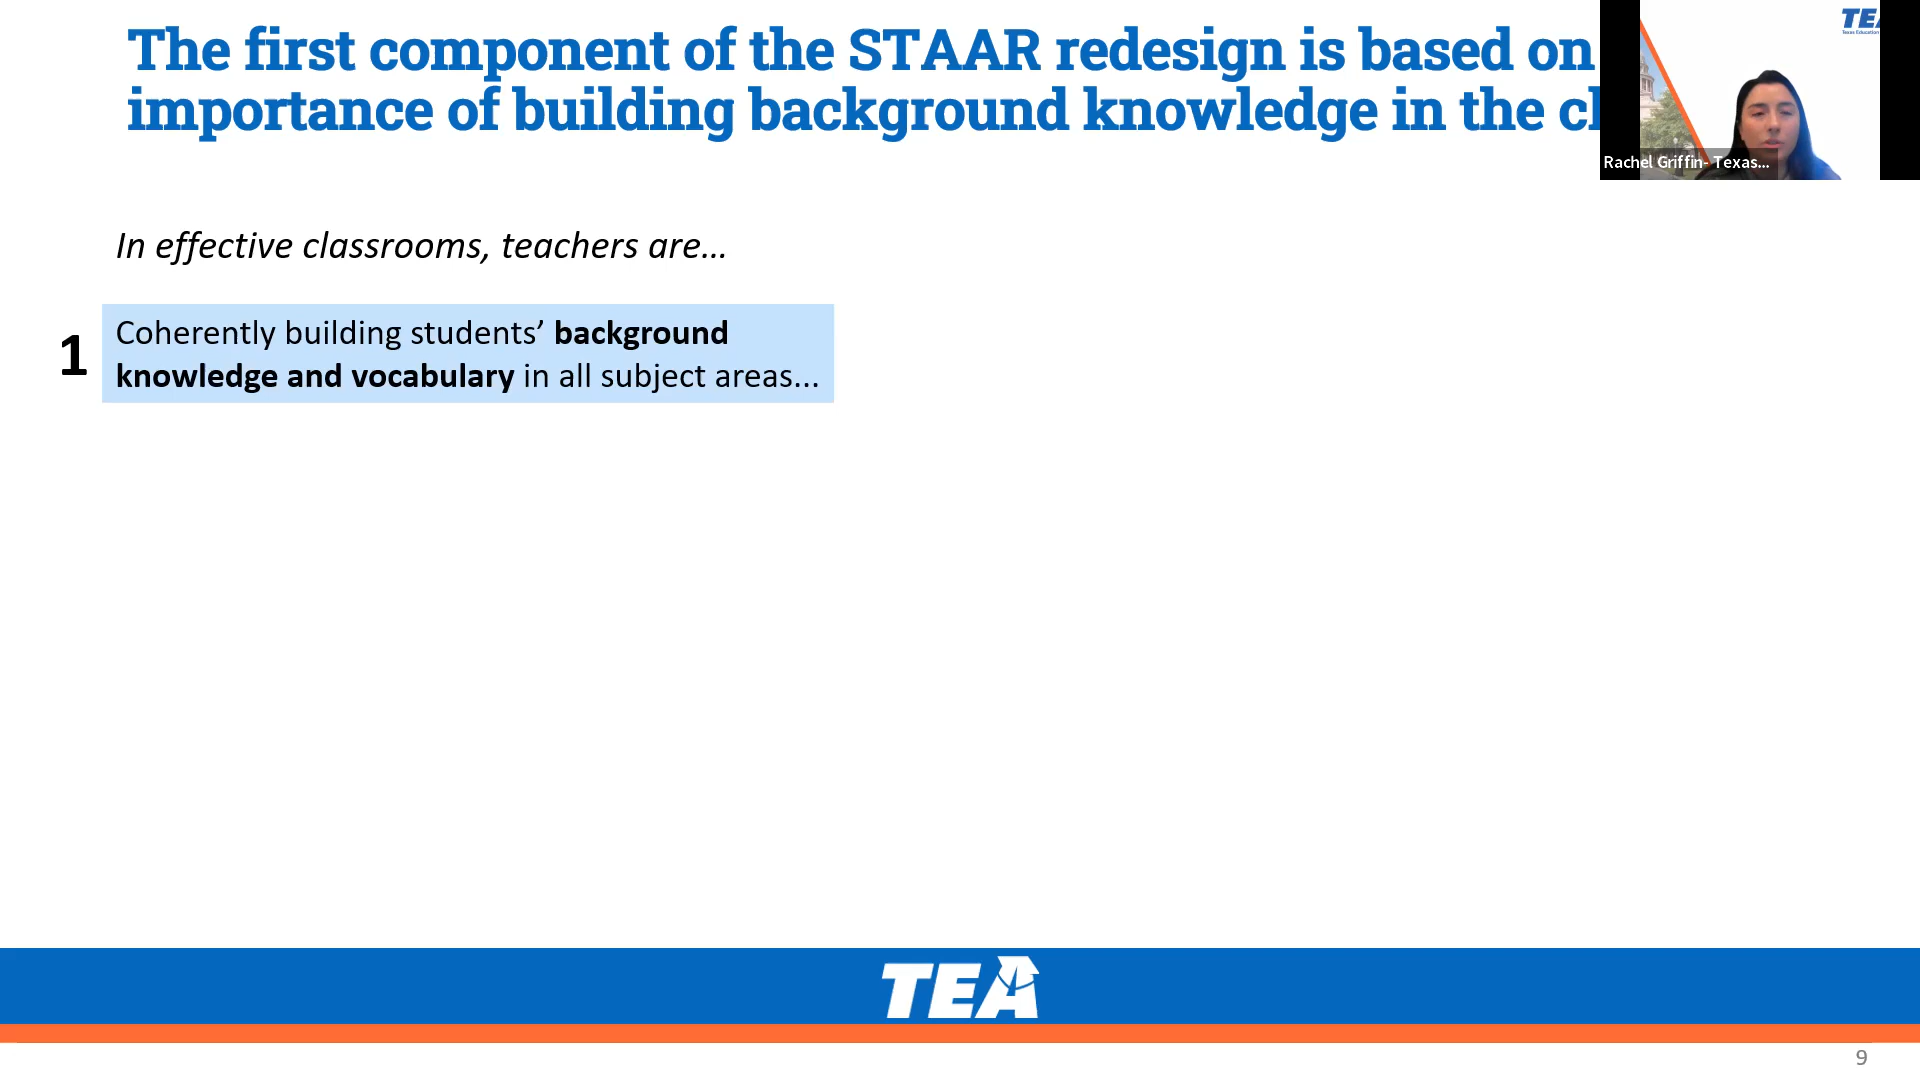 The first component of the STAAR redesign is based on
importance of building background knowledge in the cl
TEA
Texas Education
Rachel Griffin- Texas...
In effective classrooms, teachers are...
1
Coherently building students’ background
knowledge and vocabulary in all subject areas...
TEA
9